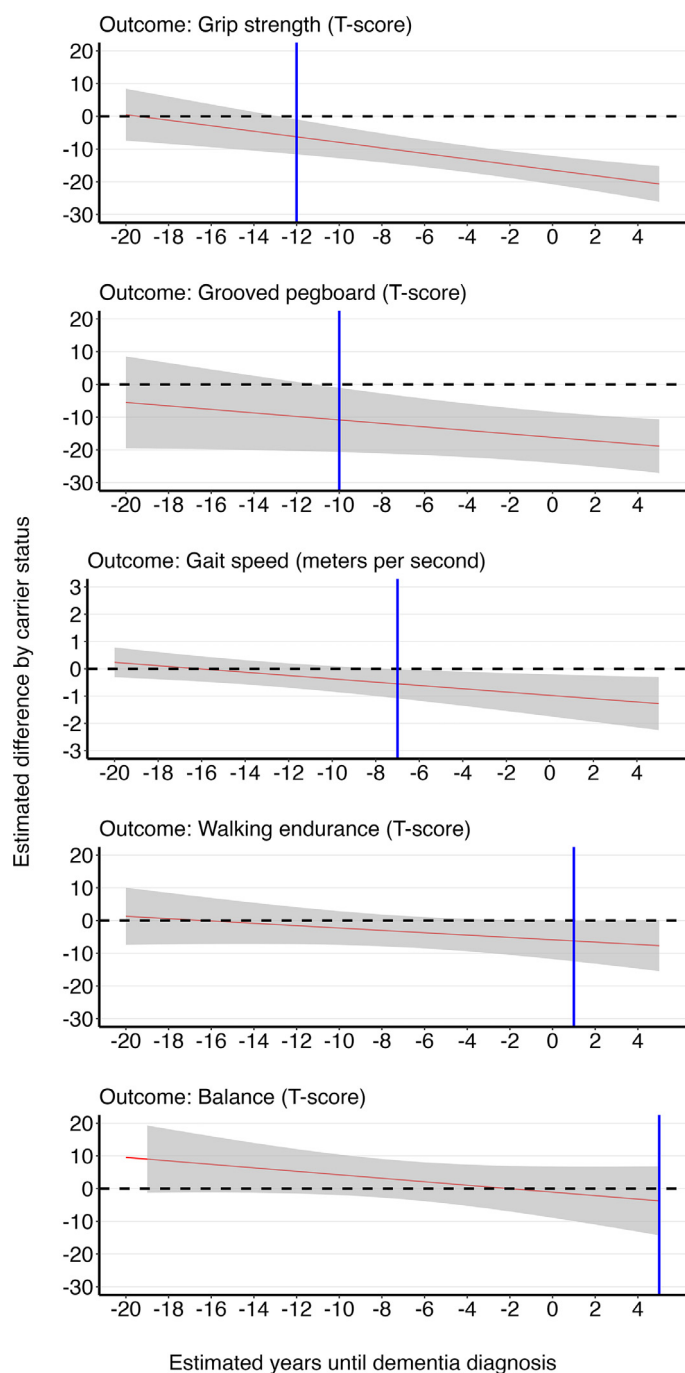 Outcome: Grip strength (T-score)
20
10
0
-10
-20
-30
-20 -18 -16 -14 -12 -10 -8 -6 -4 -2 0 2 4
Outcome: Grooved pegboard (T-score)
20
10
0
-10
-20
-30
-20 -18 -16 -14 -12 -10 -8 -6 -4 -2 0 2 4
Outcome: Gait speed (meters per second)
3
2
1
0
-1
-2
-3
-20 -18 -16 -14 -12 -10 -8 -6 -4 -2 0 2 4
Outcome: Walking endurance (T-score)
20
10
0
-10
-20
-30
-20 -18 -16 -14 -12 -10 -8 -6 -4 -2 0 2 4
Outcome: Balance (T-score)
20
10
0
-10
-20
-30
-20 -18 -16 -14 -12 -10 -8 -6 -4 -2 0 2 4
Estimated difference by carrier status
Estimated years until dementia diagnosis